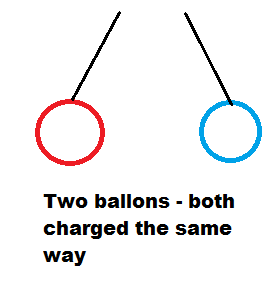 Two ballons - both
charged the same
way